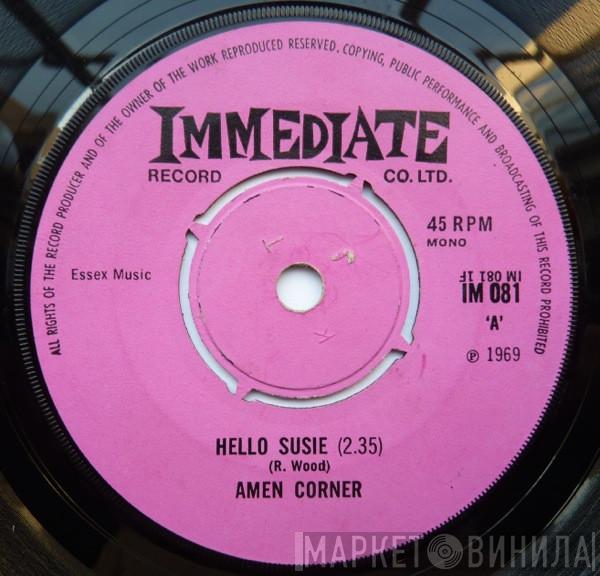 ALL RIGHTS OF THE RECORD PRODUCER AND OF THE OWNER OF THE WORK REPRODUCED RESERVED. COPYING, PUBLIC PERFORMANCE AND BROADCASTING OF THIS RECORD PROHIBITED
IMMEDIATE
RECORD CO. LTD.
45 RPM
MONO
Essex Music
IM 081 1F
IM 081
'A'
℗ 1969
HELLO SUSIE (2.35)
(R. Wood)
AMEN CORNER
МАРКЕТ ВИНИЛА